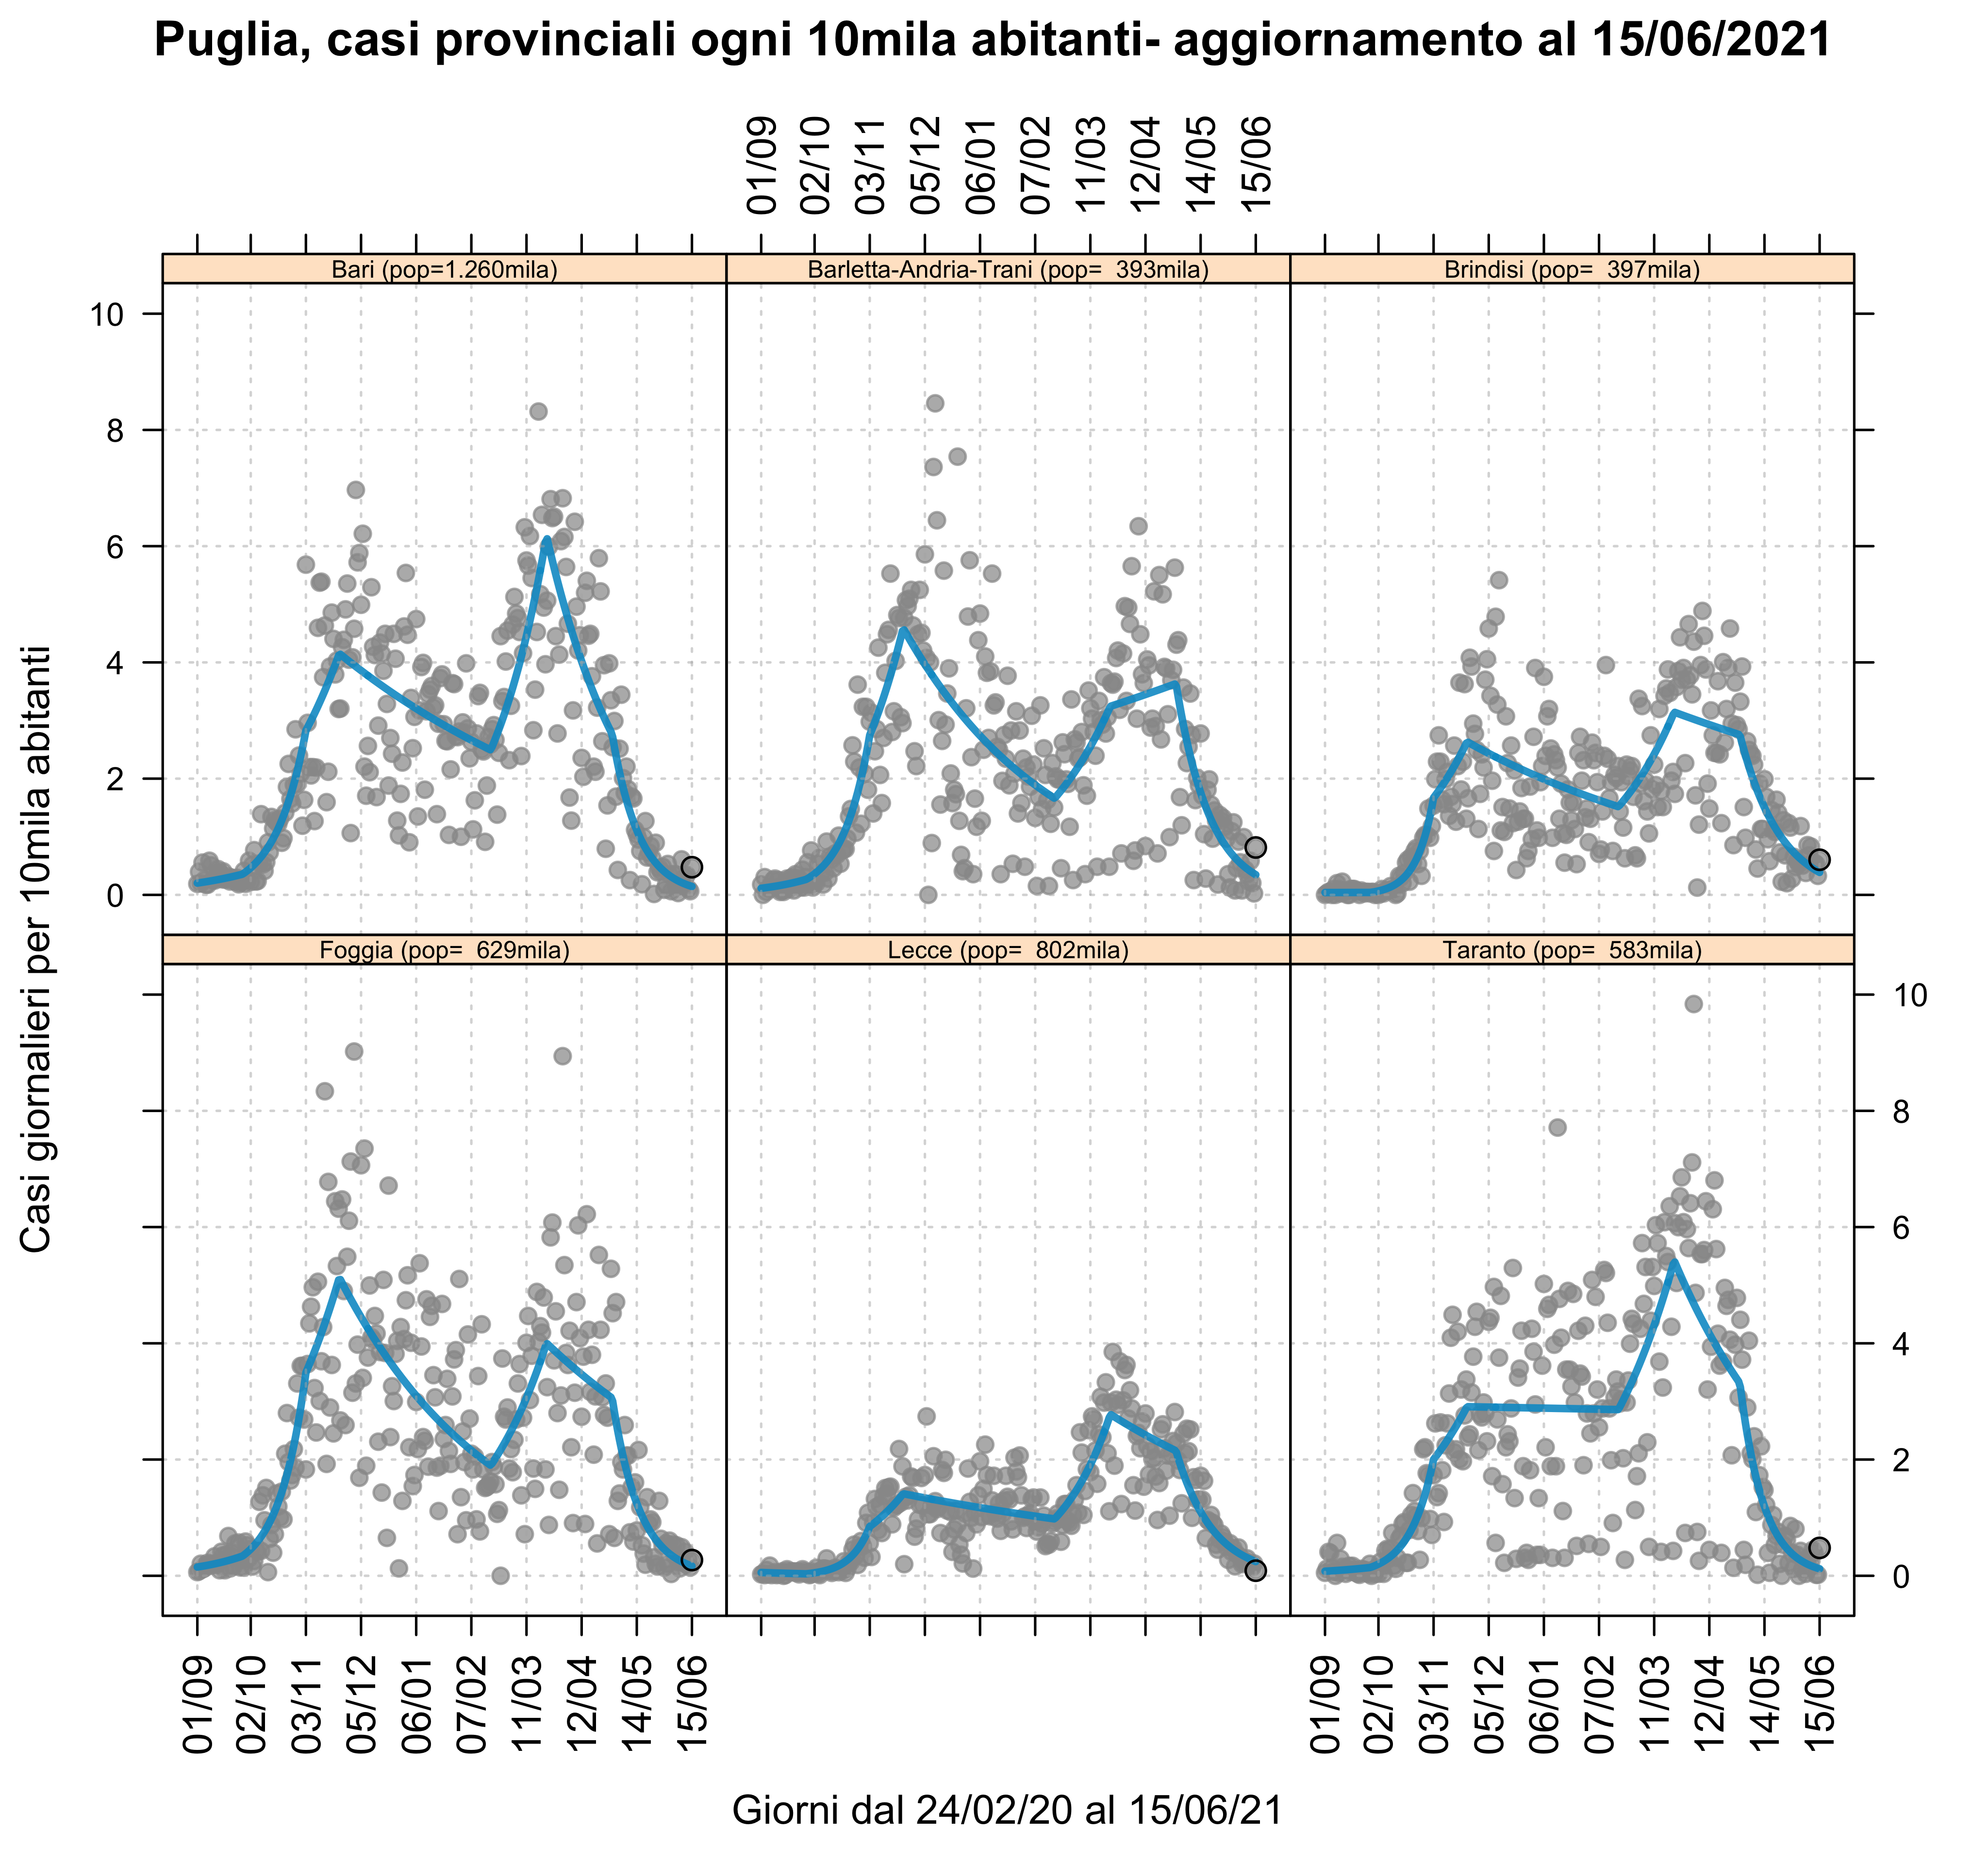 Puglia, casi provinciali ogni 10mila abitanti- aggiornamento al 15/06/2021
01/09 02/10 03/11 05/12 06/01 07/02 11/03 12/04 14/05 15/06
Bari (pop=1.260mila)
Barletta-Andria-Trani (pop=  393mila)
Brindisi (pop=  397mila)
10
8
6
4
2
0
Casi giornalieri per 10mila abitanti
Foggia (pop=  629mila)
Lecce (pop=  802mila)
Taranto (pop=  583mila)
10
8
6
4
2
0
01/09 02/10 03/11 05/12 06/01 07/02 11/03 12/04 14/05 15/06
01/09 02/10 03/11 05/12 06/01 07/02 11/03 12/04 14/05 15/06
Giorni dal 24/02/20 al 15/06/21